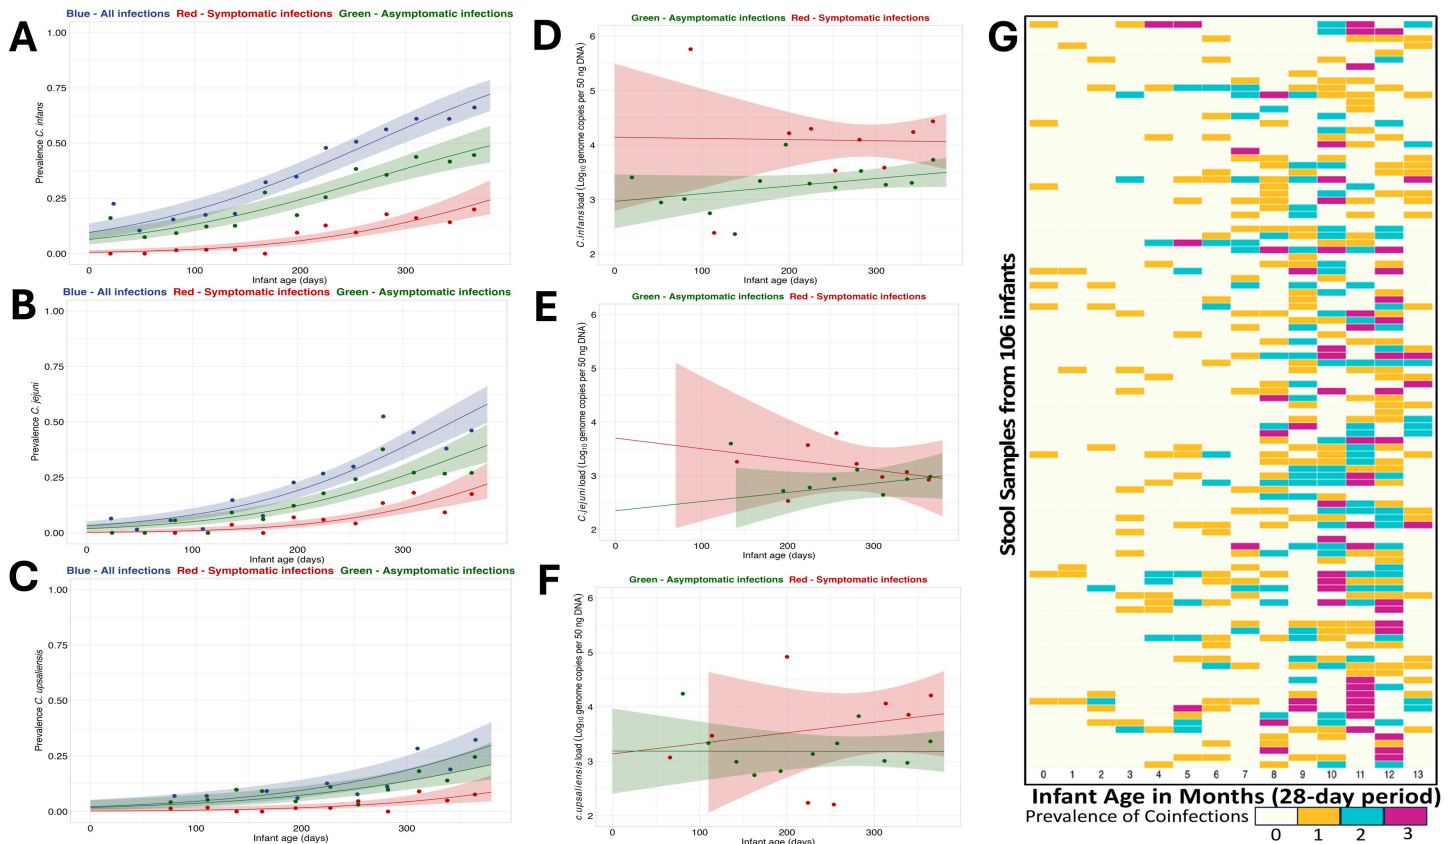 A
Blue - All infections Red - Symptomatic infections Green - Asymptomatic infections
Prevalence C. infans
1.00
0.75
0.50
0.25
0.00
0 100 200 300
Infant age (days)
B
Blue - All infections Red - Symptomatic infections Green - Asymptomatic infections
Prevalence C. jejuni
1.00
0.75
0.50
0.25
0.00
0 100 200 300
Infant age (days)
C
Blue - All infections Red - Symptomatic infections Green - Asymptomatic infections
Prevalence C. upsaliensis
1.00
0.75
0.50
0.25
0.00
0 100 200 300
Infant age (days)
D
Green - Asymptomatic infections Red - Symptomatic infections
C.infans load (Log10 genome copies per 50 ng DNA)
6
5
4
3
2
0 100 200 300
Infant age (days)
E
Green - Asymptomatic infections Red - Symptomatic infections
C.jejuni load (Log10 genome copies per 50 ng DNA)
6
5
4
3
2
0 100 200 300
Infant age (days)
F
Green - Asymptomatic infections Red - Symptomatic infections
c.upsaliensis load (Log10 genome copies per 50 ng DNA)
6
5
4
3
2
0 100 200 300
Infant age (days)
G
Stool Samples from 106 infants
0 1 2 3 4 5 6 7 8 9 10 11 12 13
Infant Age in Months (28-day period)
Prevalence of Coinfections
0 1 2 3